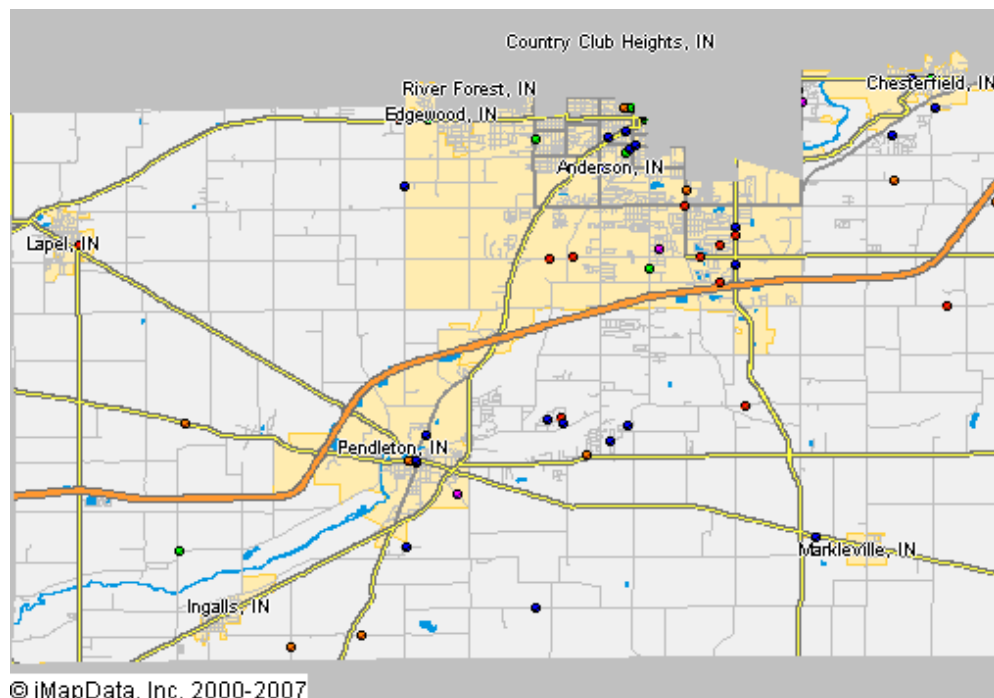 Country Club Heights, IN
Chesterfield, IN
River Forest, IN
Edgewood, IN
Anderson, IN
Lapel, IN
Pendleton, IN
Markleville, IN
Ingalls, IN
© iMapData, Inc. 2000-2007